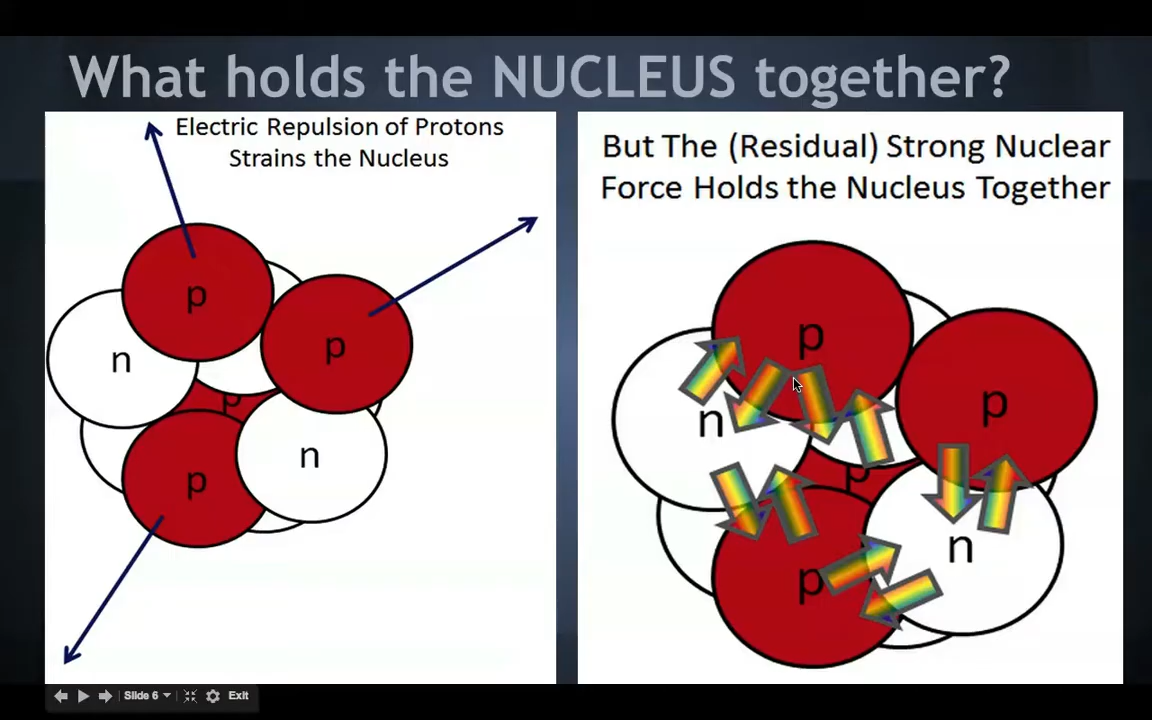 What holds the NUCLEUS together?
Electric Repulsion of Protons
Strains the Nucleus
p
p
n
p
n
p
But The (Residual) Strong Nuclear
Force Holds the Nucleus Together
p
p
n
p
n
p
Slide 6
Exit